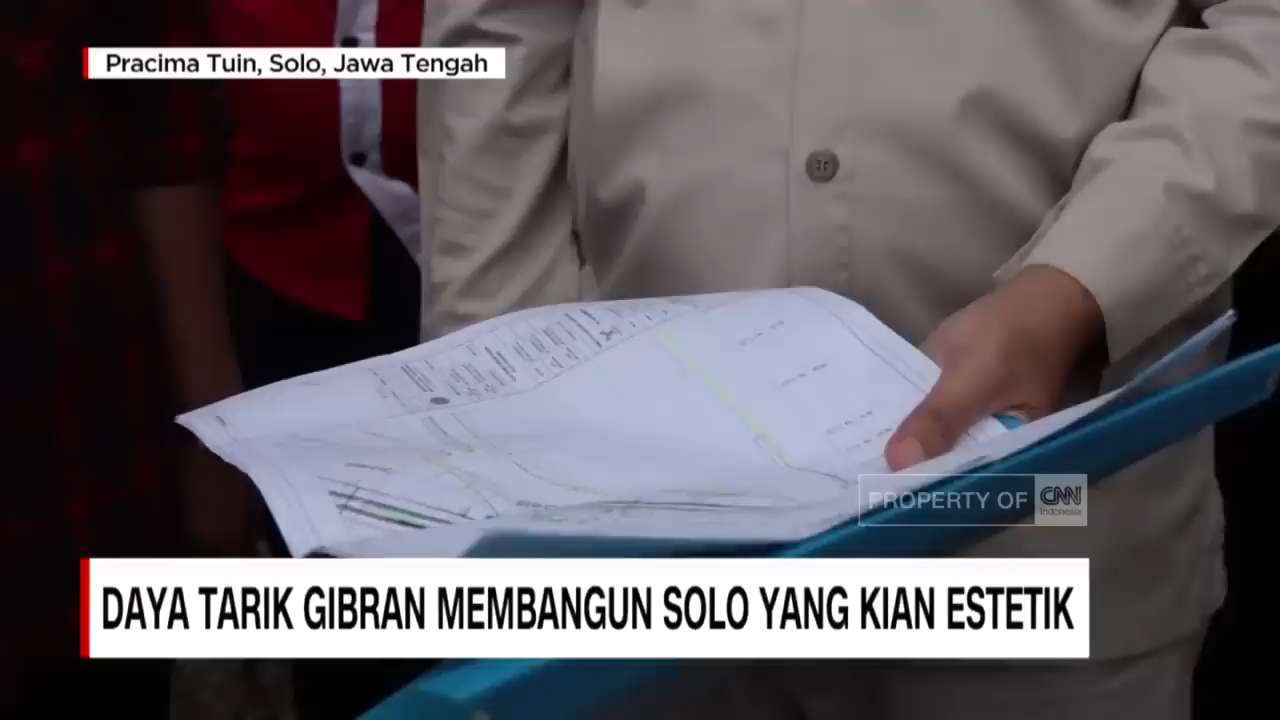 Pracima Tuin, Solo, Jawa Tengah
PROPERTY OF CNN
Indonesia
DAYA TARIK GIBRAN MEMBANGUN SOLO YANG KIAN ESTETIK